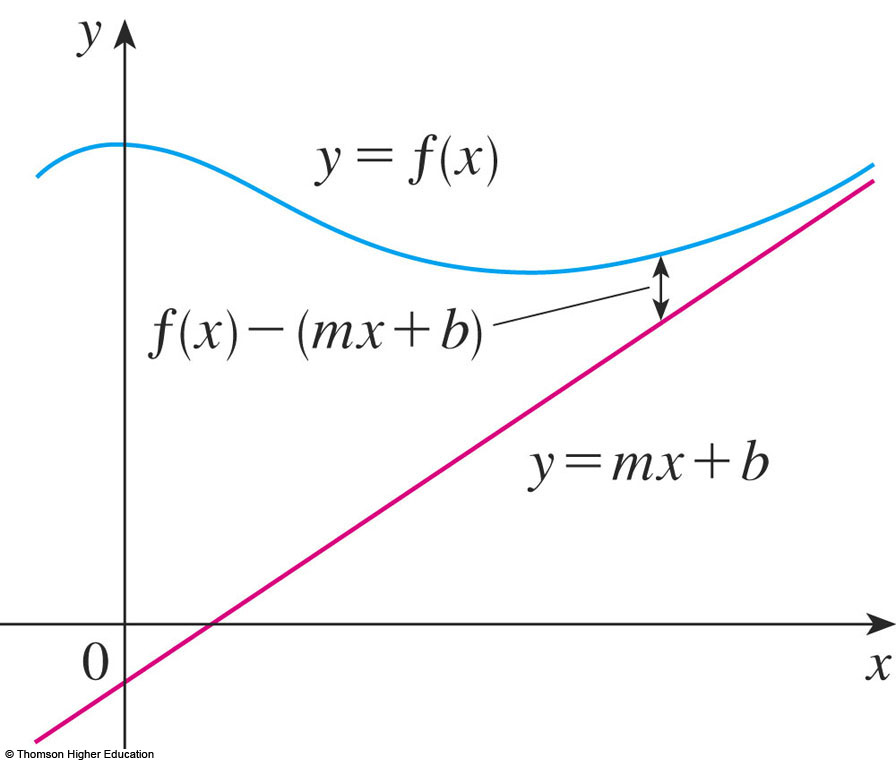 y
y = f(x)
f(x) − (mx + b)
y = mx + b
0
x
© Thomson Higher Education